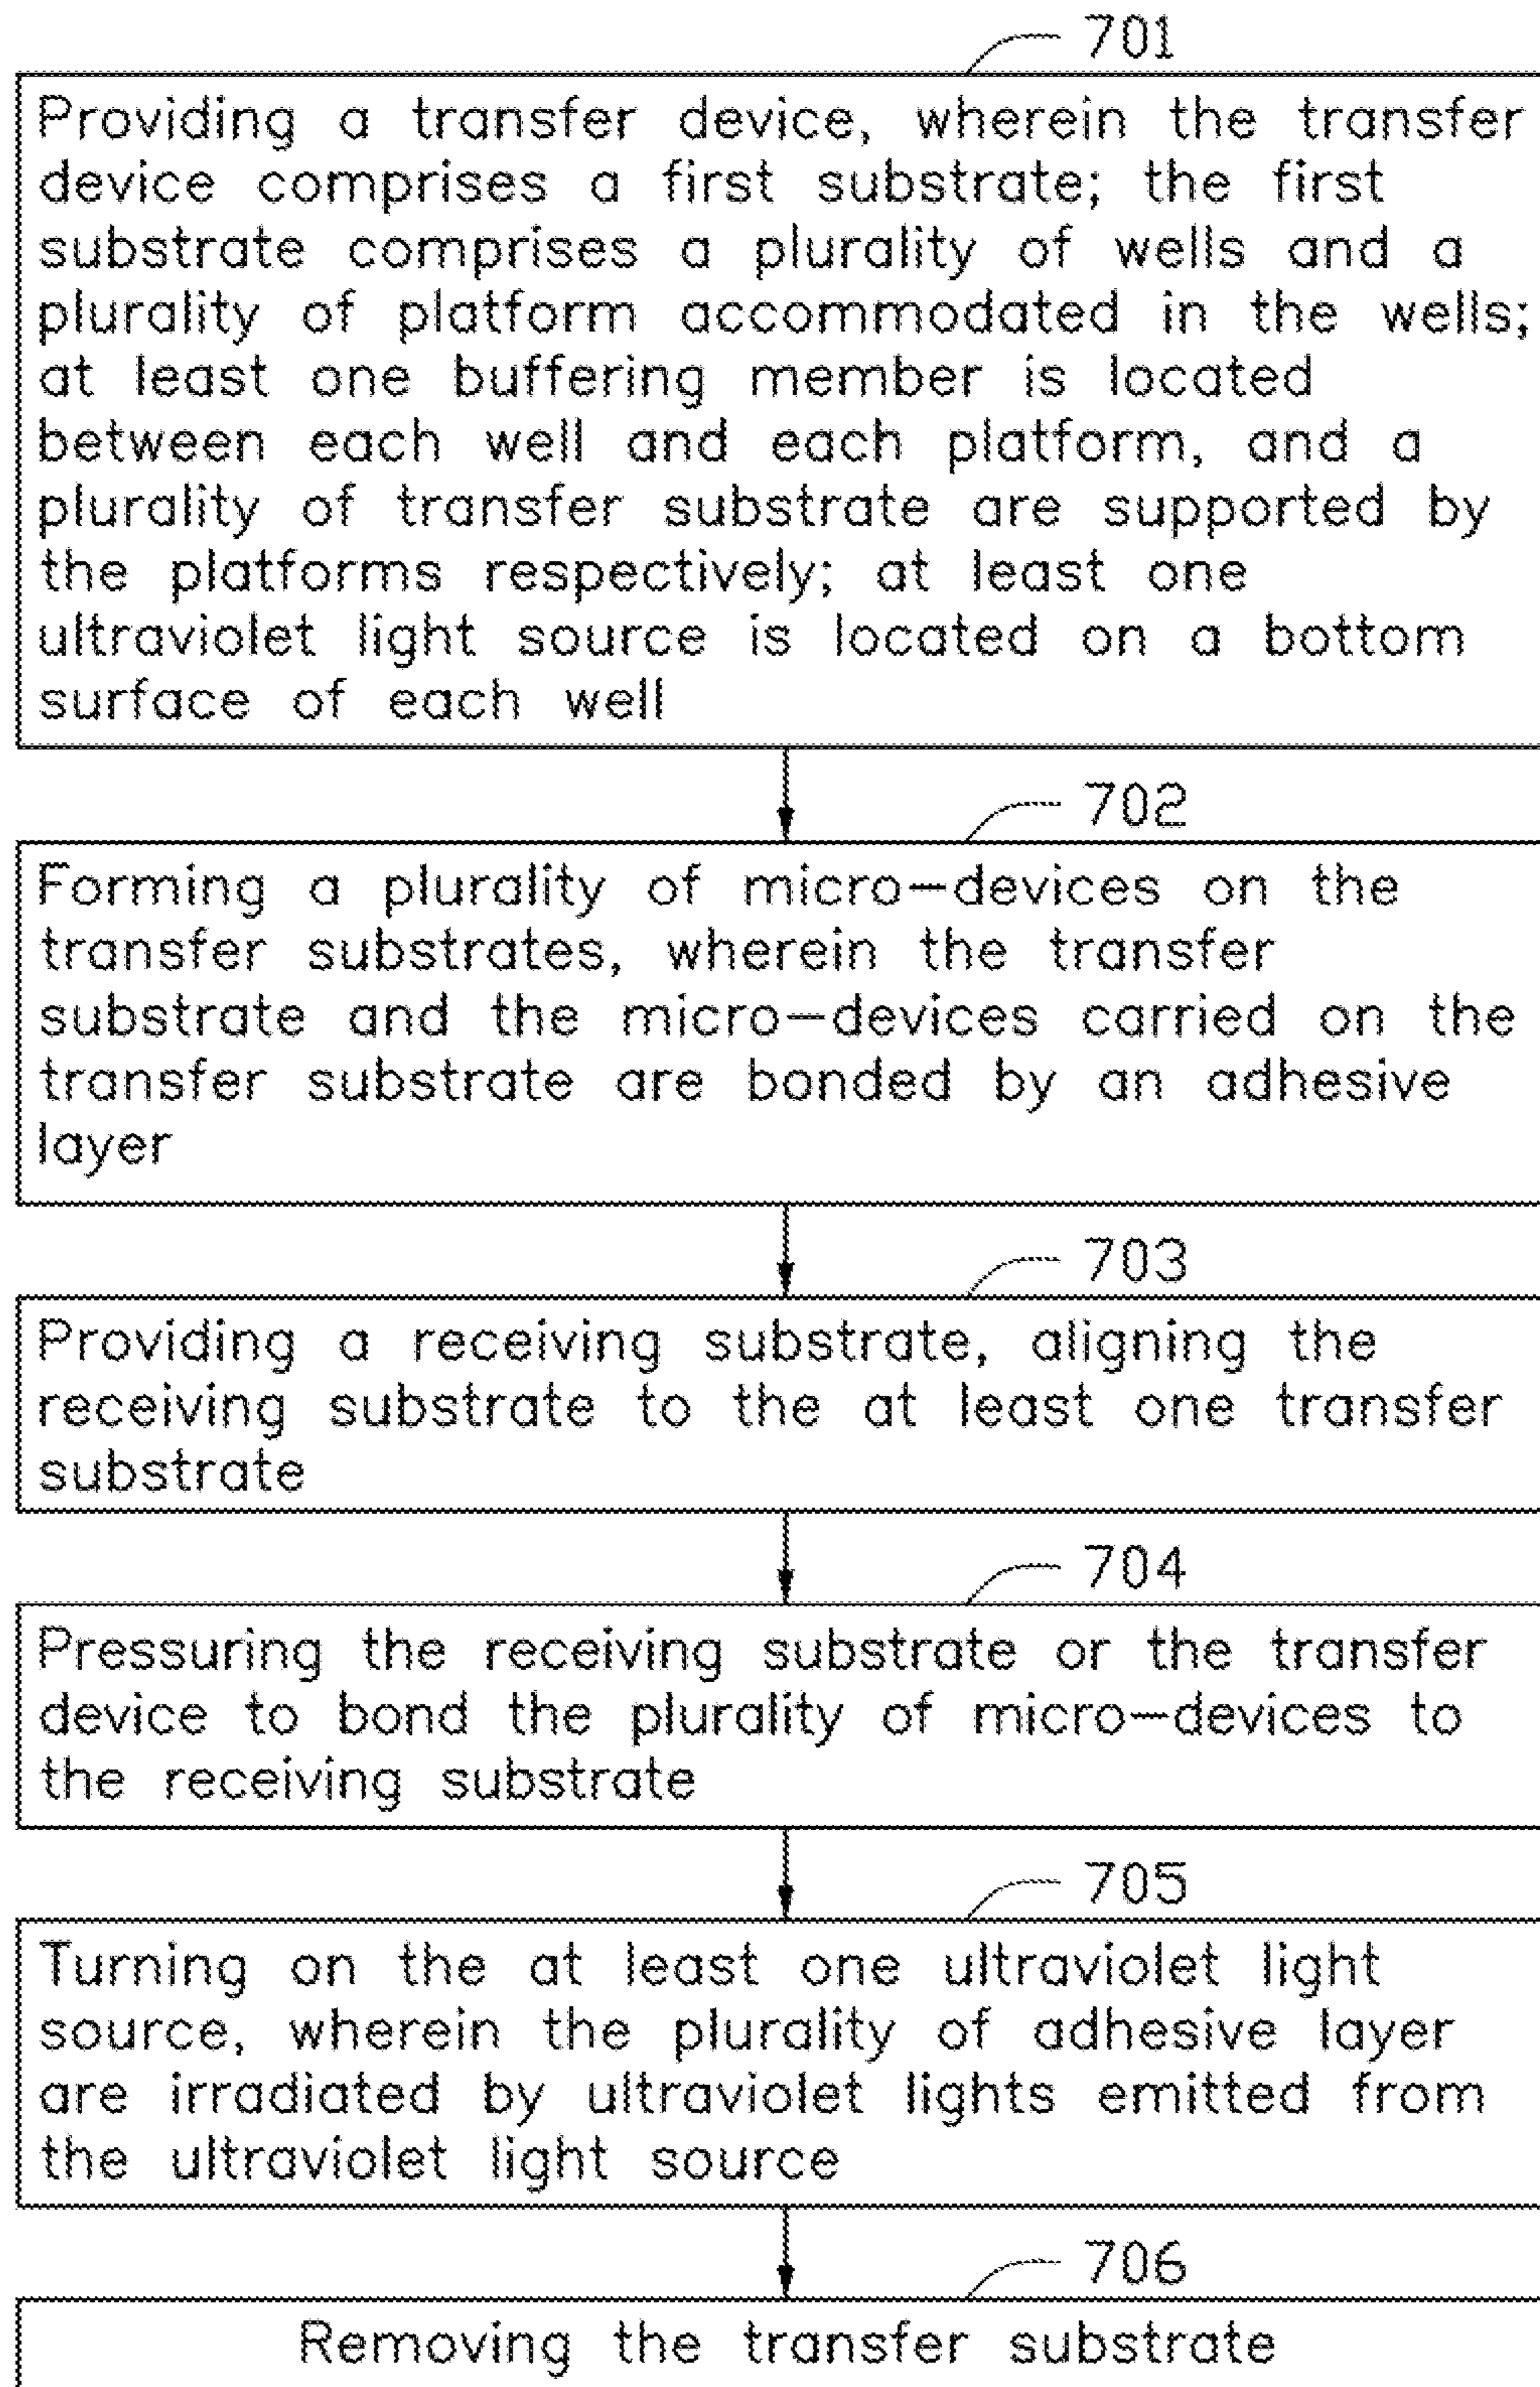 701
Providing a transfer device, wherein the transfer
device comprises a first substrate; the first
substrate comprises a plurality of wells and a
plurality of platform accommodated in the wells;
at least one buffering member is located
between each well and each platform, and a
plurality of transfer substrate are supported by
the platforms respectively; at least one
ultraviolet light source is located on a bottom
surface of each well
702
Forming a plurality of micro-devices on the
transfer substrates, wherein the transfer
substrate and the micro-devices carried on the
transfer substrate are bonded by an adhesive
layer
703
Providing a receiving substrate, aligning the
receiving substrate to the at least one transfer
substrate
704
Pressuring the receiving substrate or the transfer
device to bond the plurality of micro-devices to
the receiving substrate
705
Turning on the at least one ultraviolet light
source, wherein the plurality of adhesive layer
are irradiated by ultraviolet lights emitted from
the ultraviolet light source
706
Removing the transfer substrate